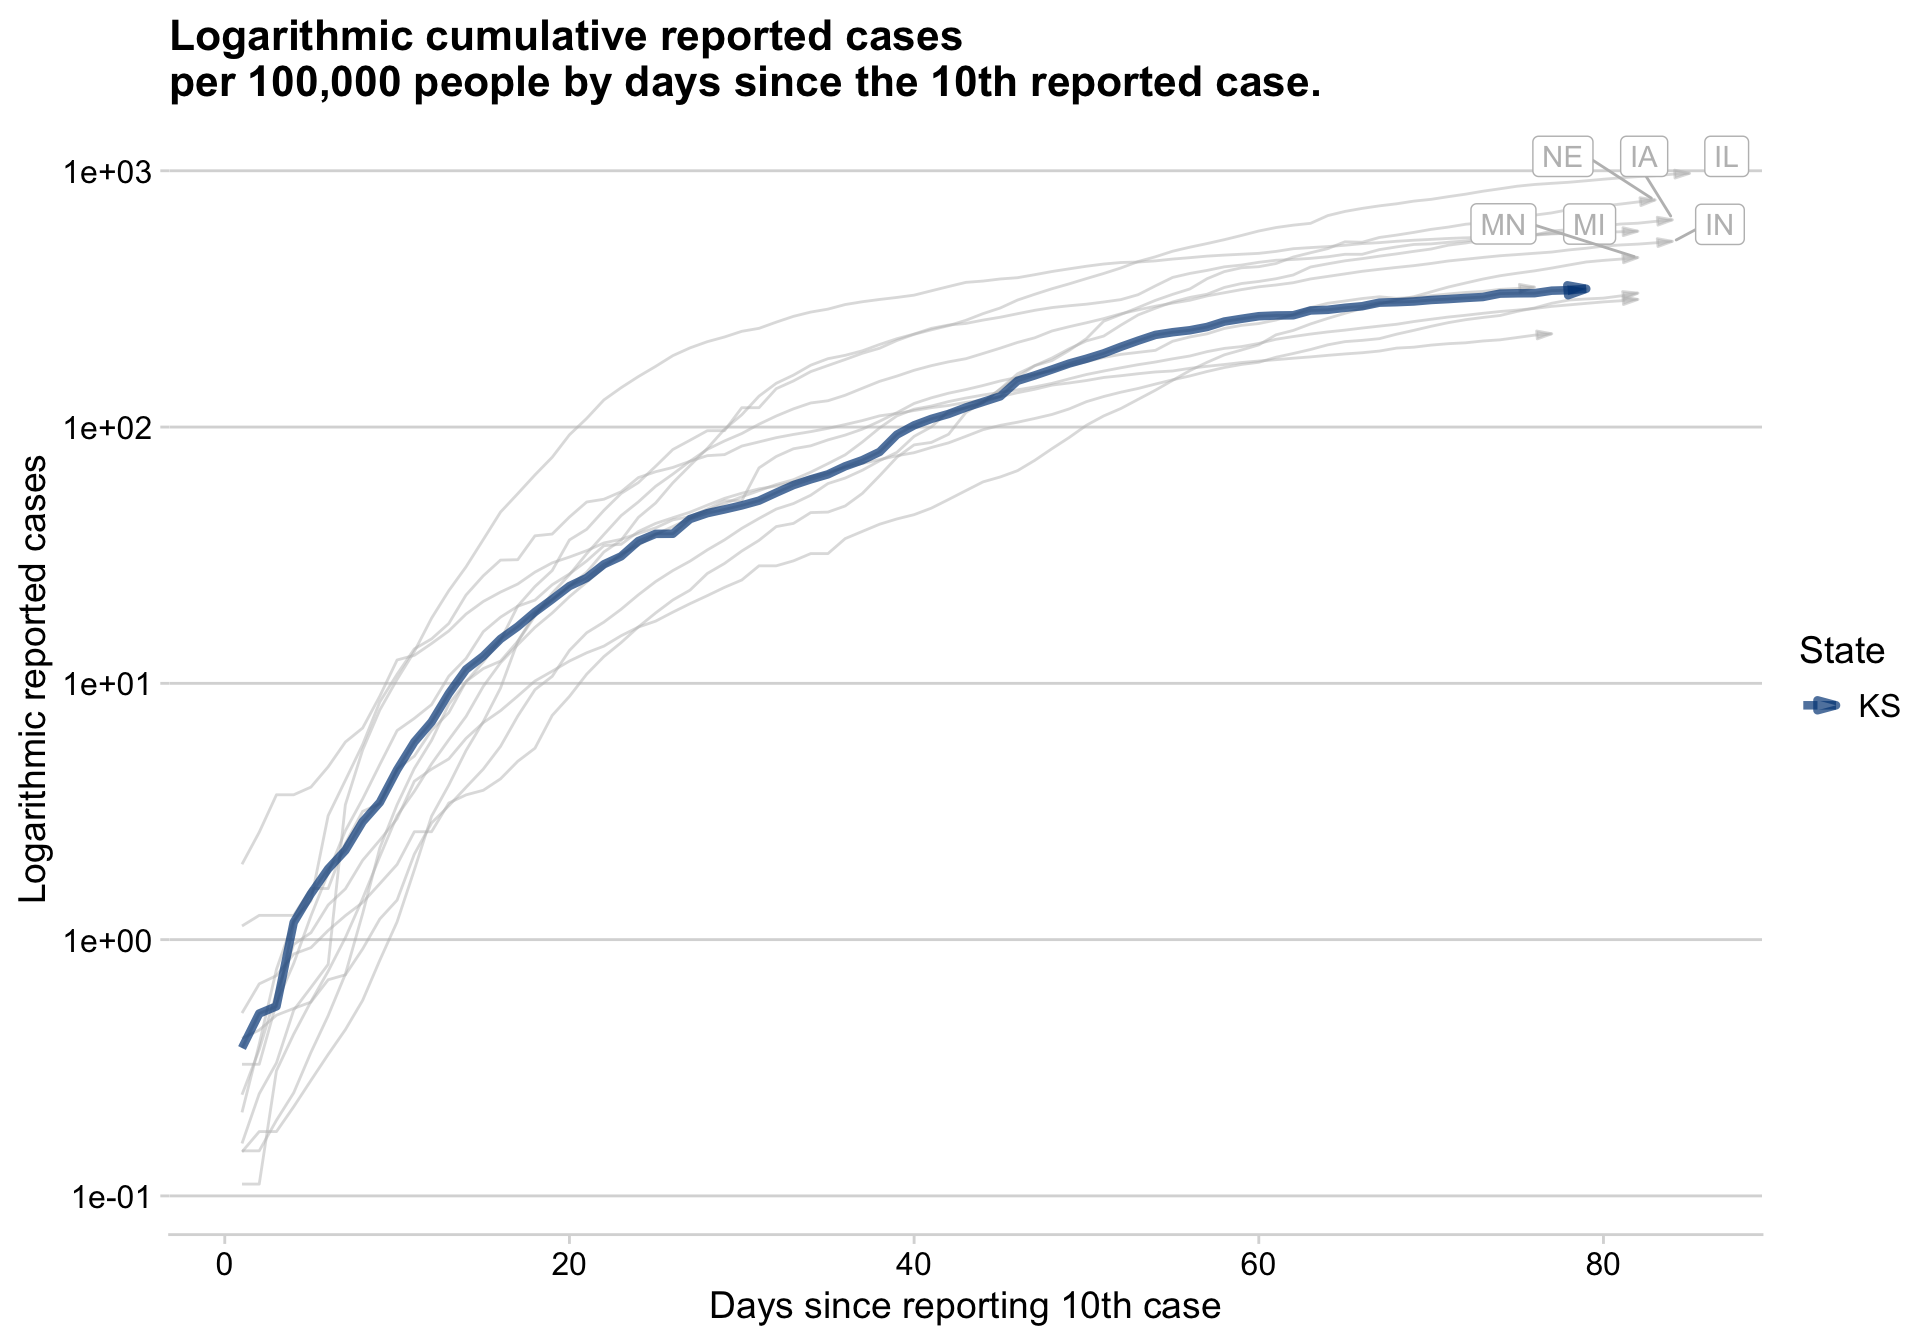 Logarithmic cumulative reported cases
per 100,000 people by days since the 10th reported case.
1e+03
1e+02
1e+01
1e+00
1e-01
Logarithmic reported cases
NE IA IL
MN MI IN
State
KS
0 20 40 60 80
Days since reporting 10th case